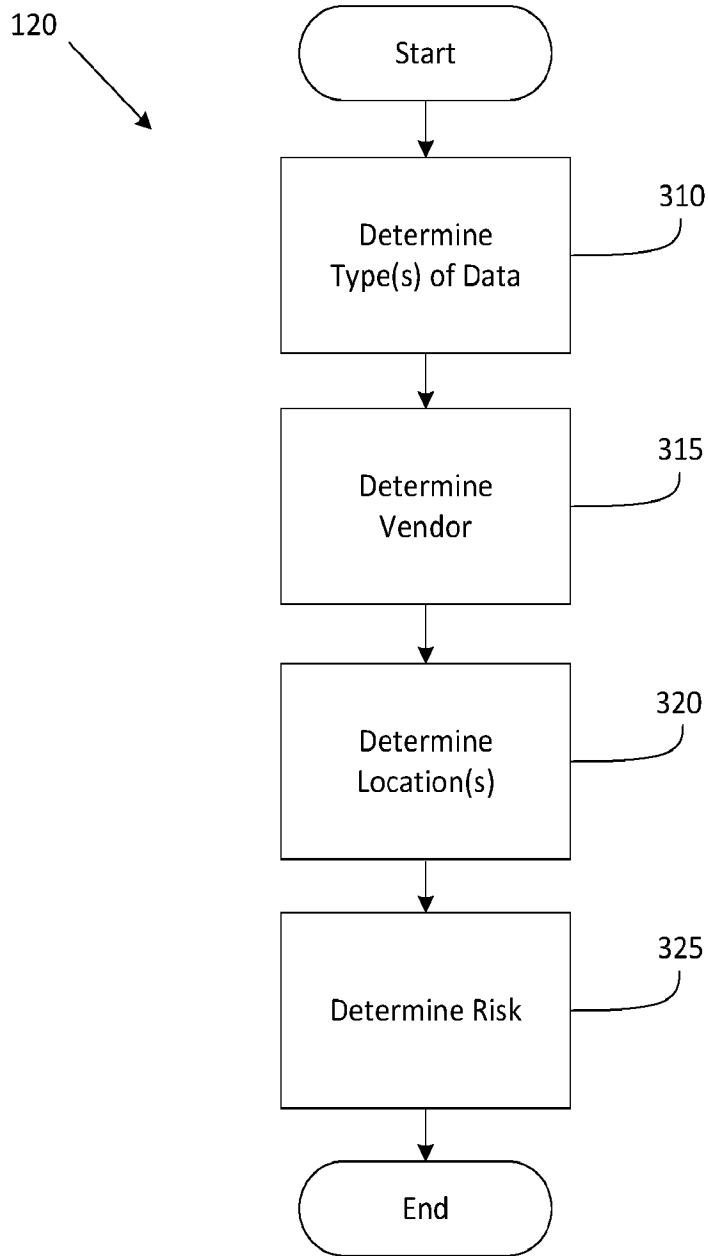 120
Start
310
Determine
Type(s) of Data
315
Determine
Vendor
320
Determine
Location(s)
325
Determine Risk
End